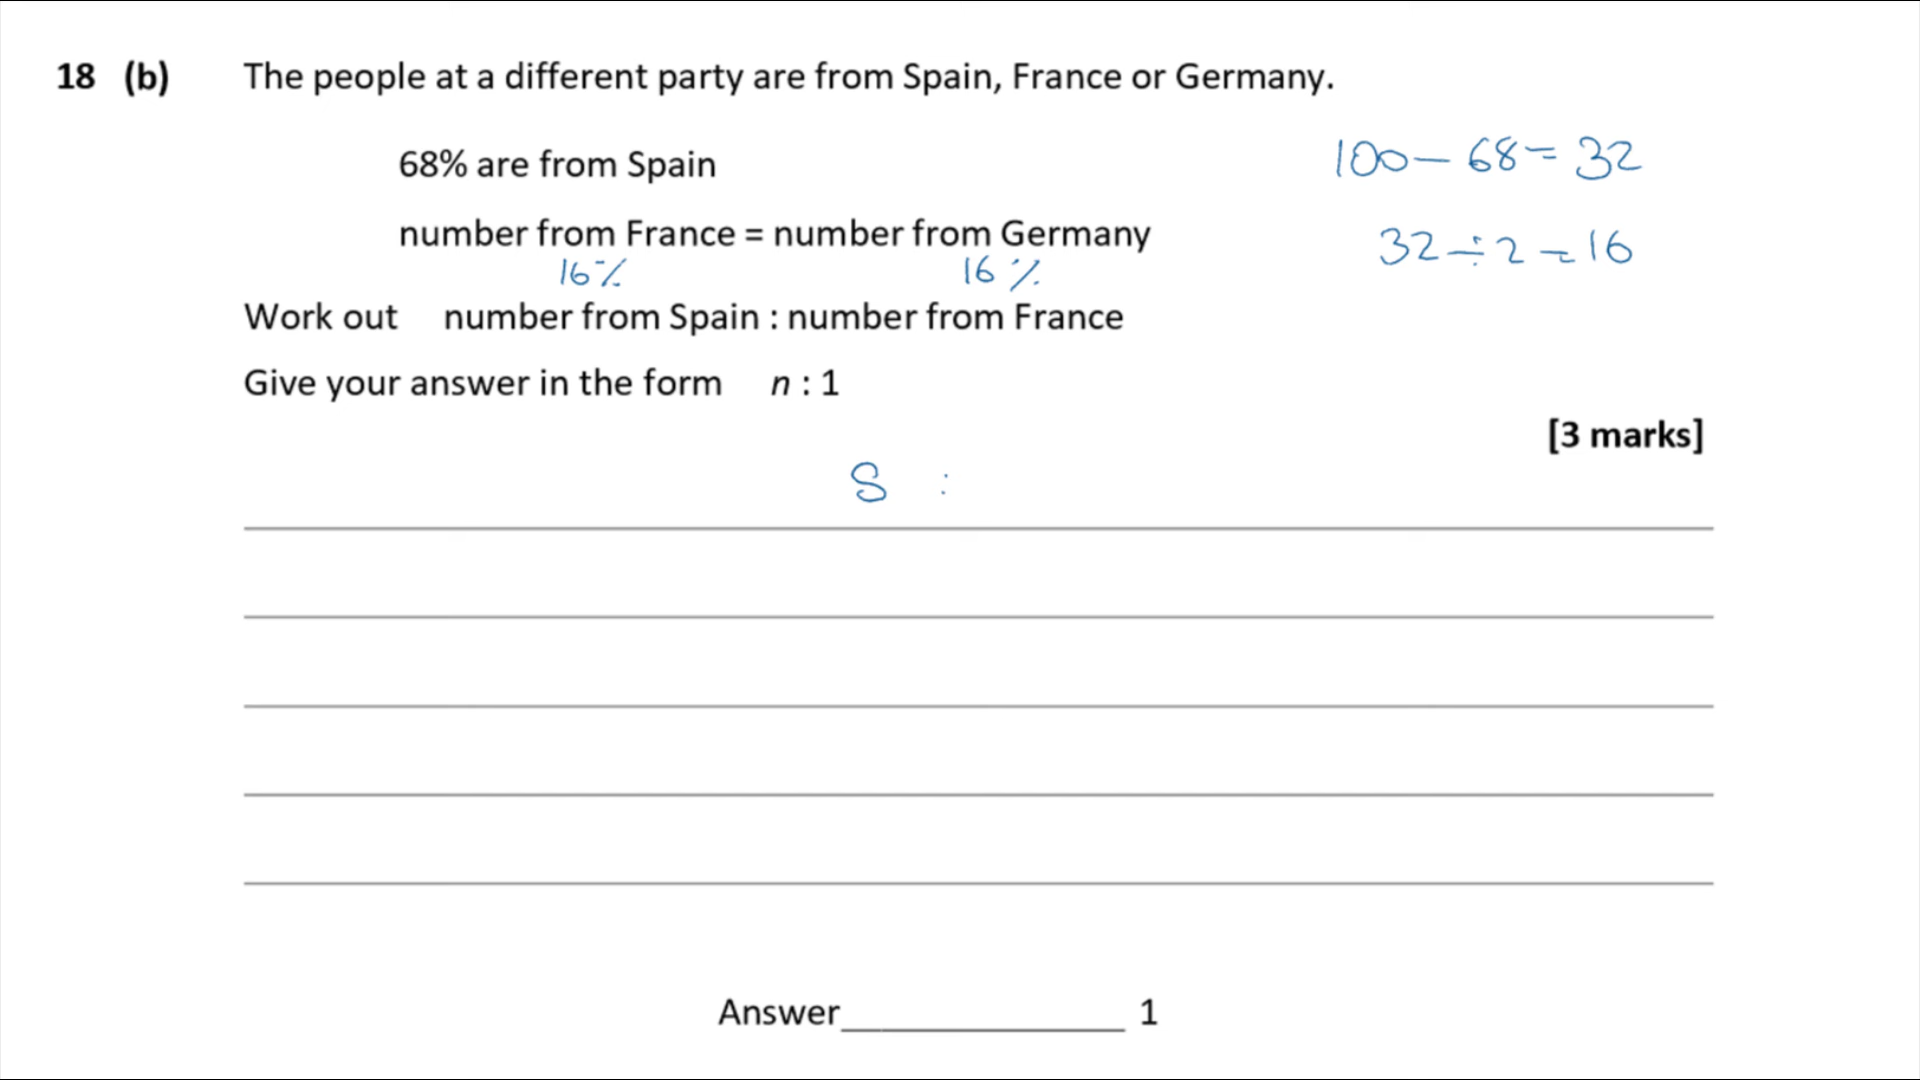 18 (b) The people at a different party are from Spain, France or Germany.
68% are from Spain
100 - 68 = 32
number from France = number from Germany
32 ÷ 2 = 16
16% 16%
Work out number from Spain : number from France
Give your answer in the form n : 1
[3 marks]
S :
Answer______________ 1